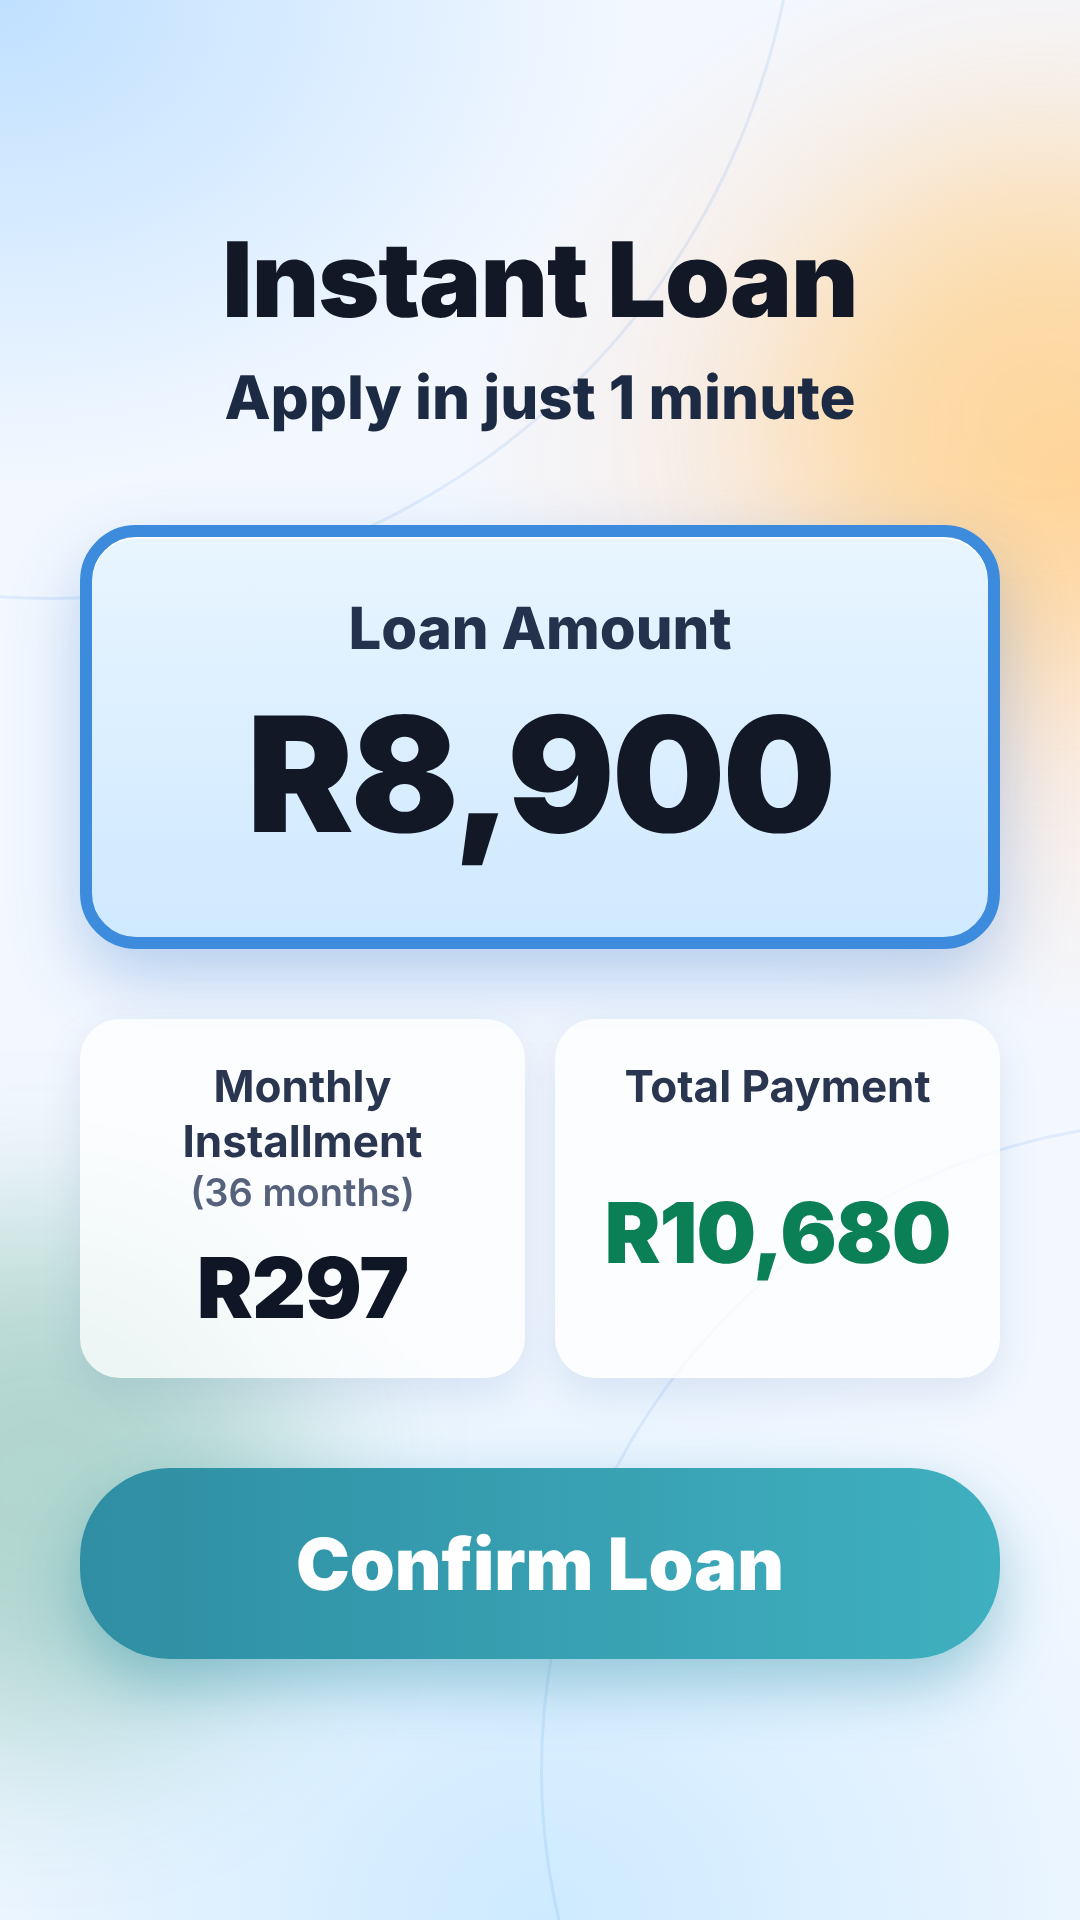 Instant Loan
Apply in just 1 minute
Loan Amount
R8,900
Monthly
Installment
(36 months)
R297
Total Payment
R10,680
Confirm Loan